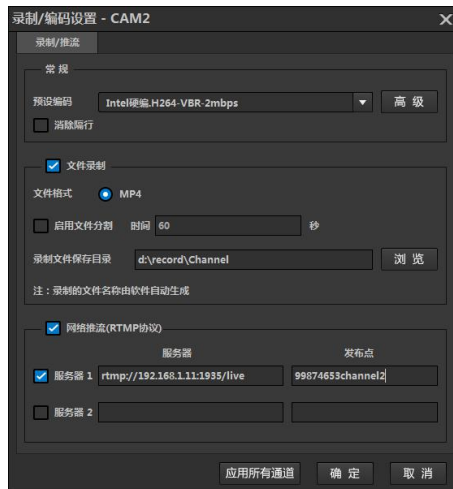 录制/编码设置 - CAM2 X
录制/推流
常 规
预设编码 Intel硬编.H264-VBR-2mbps 高 级
消除隔行
文件录制
文件格式 MP4
启用文件分割 时间 60 秒
录制文件保存目录 d:\record\Channel 浏 览
注：录制的文件名称由软件自动生成
网络推流(RTMP协议)
服务器 发布点
服务器 1 rtmp://192.168.1.11:1935/live 99874653channel2
服务器 2
应用所有通道 确 定 取 消